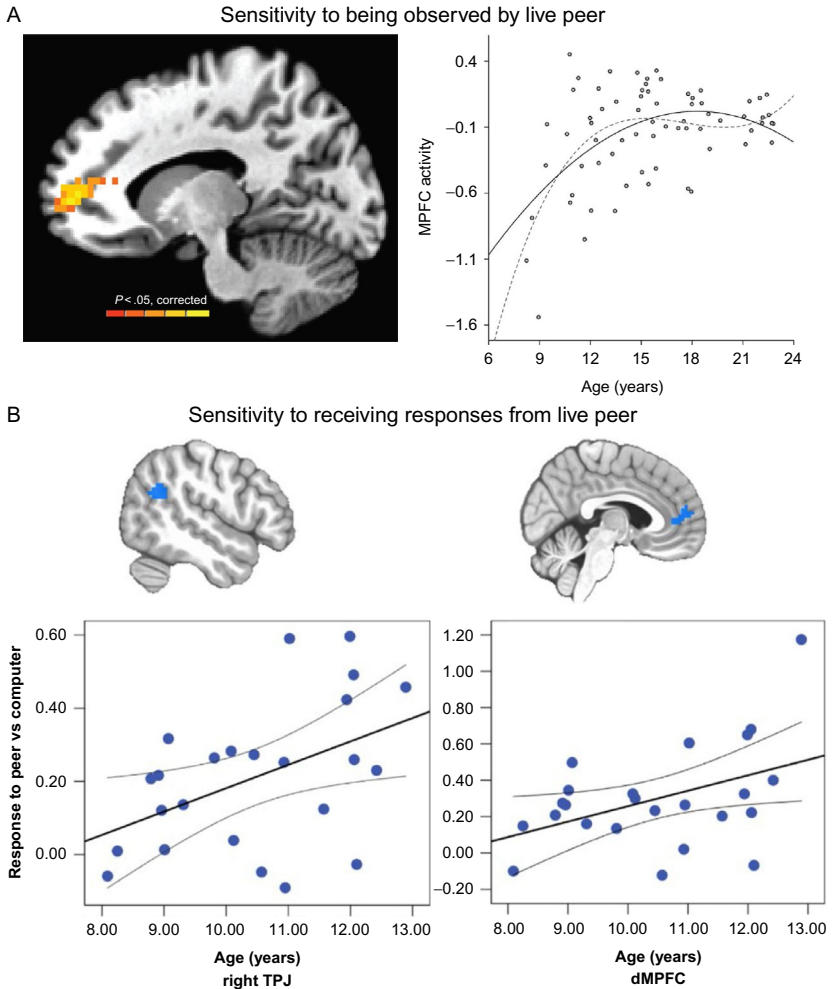 A
Sensitivity to being observed by live peer
P < .05, corrected
MPFC activity
0.4
−0.1
−0.6
−1.1
−1.6
6 9 12 15 18 21 24
Age (years)
B
Sensitivity to receiving responses from live peer
Response to peer vs computer
0.60
0.40
0.20
0.00
8.00 9.00 10.00 11.00 12.00 13.00
Age (years)
right TPJ
1.20
1.00
0.80
0.60
0.40
0.20
0.00
−0.20
8.00 9.00 10.00 11.00 12.00 13.00
Age (years)
dMPFC